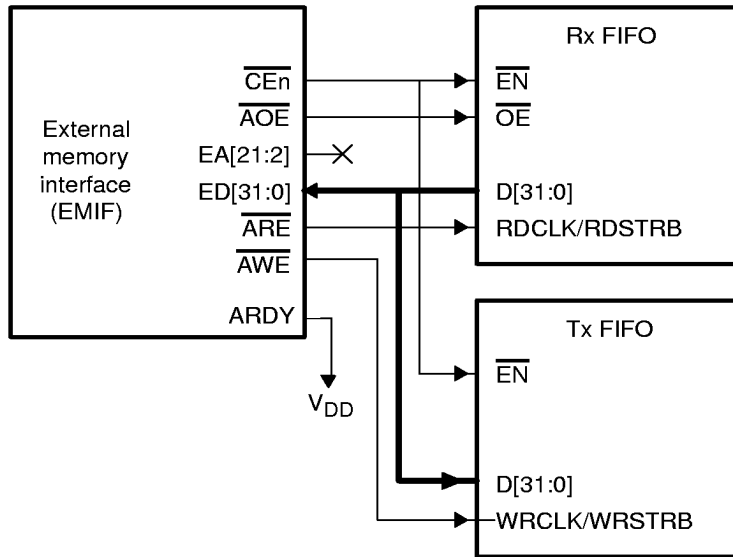 External
memory
interface
(EMIF)
CEn
AOE
EA[21:2]
ED[31:0]
ARE
AWE
ARDY
VDD
Rx FIFO
EN
OE
D[31:0]
RDCLK/RDSTRB
Tx FIFO
EN
D[31:0]
WRCLK/WRSTRB